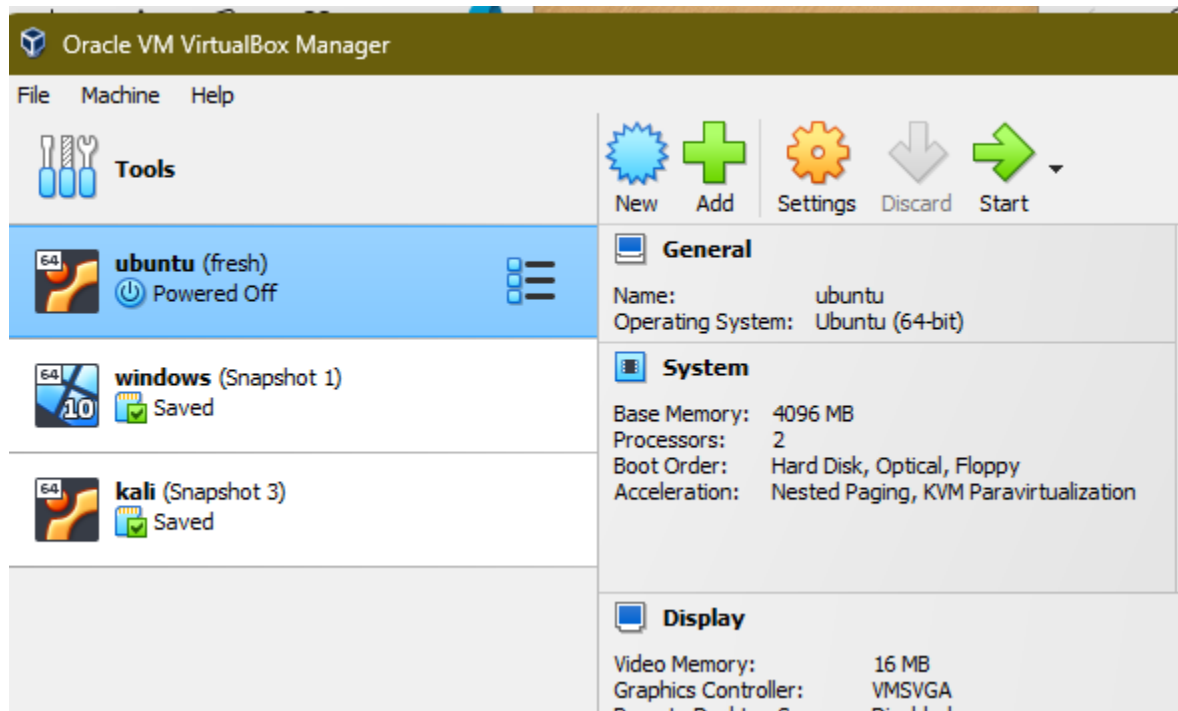 Oracle VM VirtualBox Manager
File Machine Help
Tools
New Add Settings Discard Start
64
ubuntu (fresh)
Powered Off
64
10
windows (Snapshot 1)
Saved
64
kali (Snapshot 3)
Saved
General
Name: ubuntu
Operating System: Ubuntu (64-bit)
System
Base Memory: 4096 MB
Processors: 2
Boot Order: Hard Disk, Optical, Floppy
Acceleration: Nested Paging, KVM Paravirtualization
Display
Video Memory: 16 MB
Graphics Controller: VMSVGA